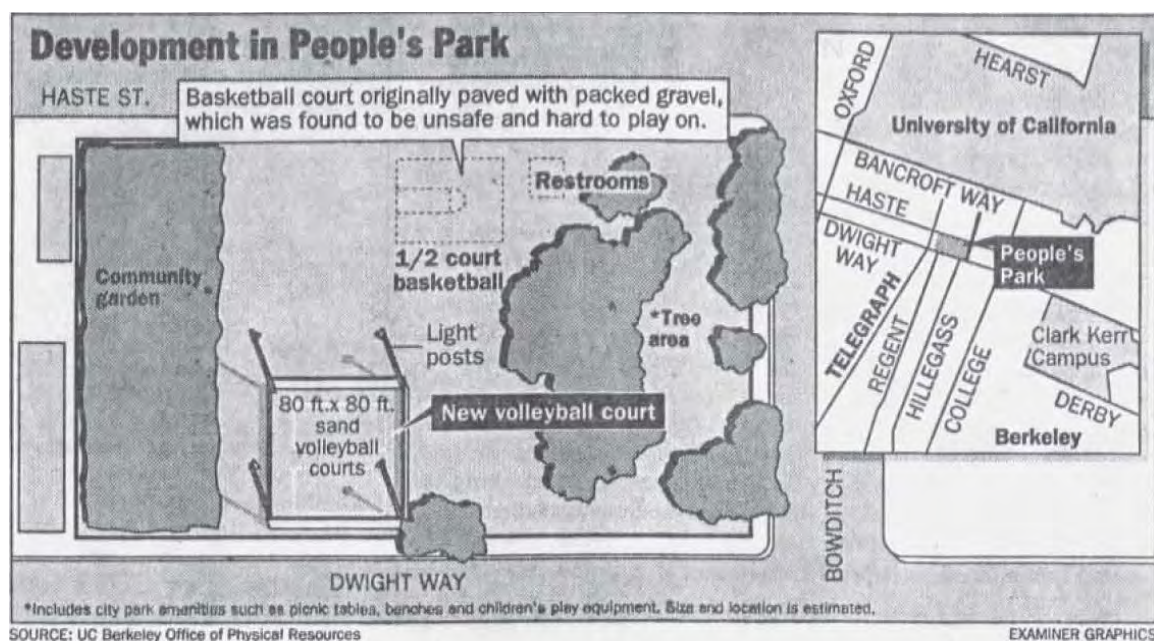 Development in People's Park
HASTE ST.
Basketball court originally paved with packed gravel,
which was found to be unsafe and hard to play on.
Restrooms
1/2 court
basketball
Community
garden
Light
posts
*Tree
area
80 ft.x 80 ft.
sand
volleyball
courts
New volleyball court
DWIGHT WAY
BOWDITCH
*Includes city park amenities such as picnic tables, benches and children's play equipment. Size and location is estimated.
SOURCE: UC Berkeley Office of Physical Resources
EXAMINER GRAPHICS
OXFORD
HEARST
University of California
BANCROFT WAY
HASTE
DWIGHT
WAY
People's
Park
TELEGRAPH
REGENT
HILLEGASS
COLLEGE
Clark Kerr
Campus
DERBY
Berkeley